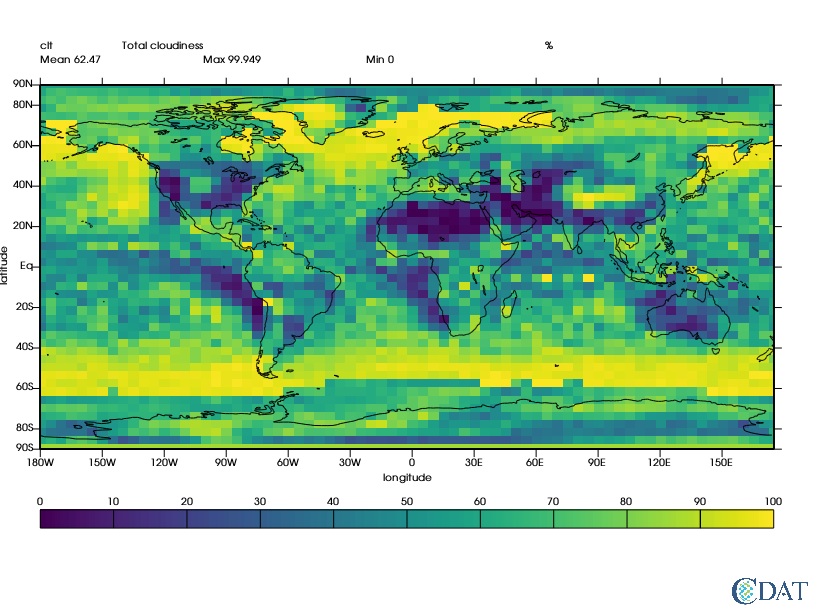 clt Total cloudiness %
Mean 62.47 Max 99.949 Min 0
90N
80N
60N
40N
20N
Eq
20S
40S
60S
80S
90S
latitude
180W 150W 120W 90W 60W 30W 0 30E 60E 90E 120E 150E
longitude
0 10 20 30 40 50 60 70 80 90 100
CDAT